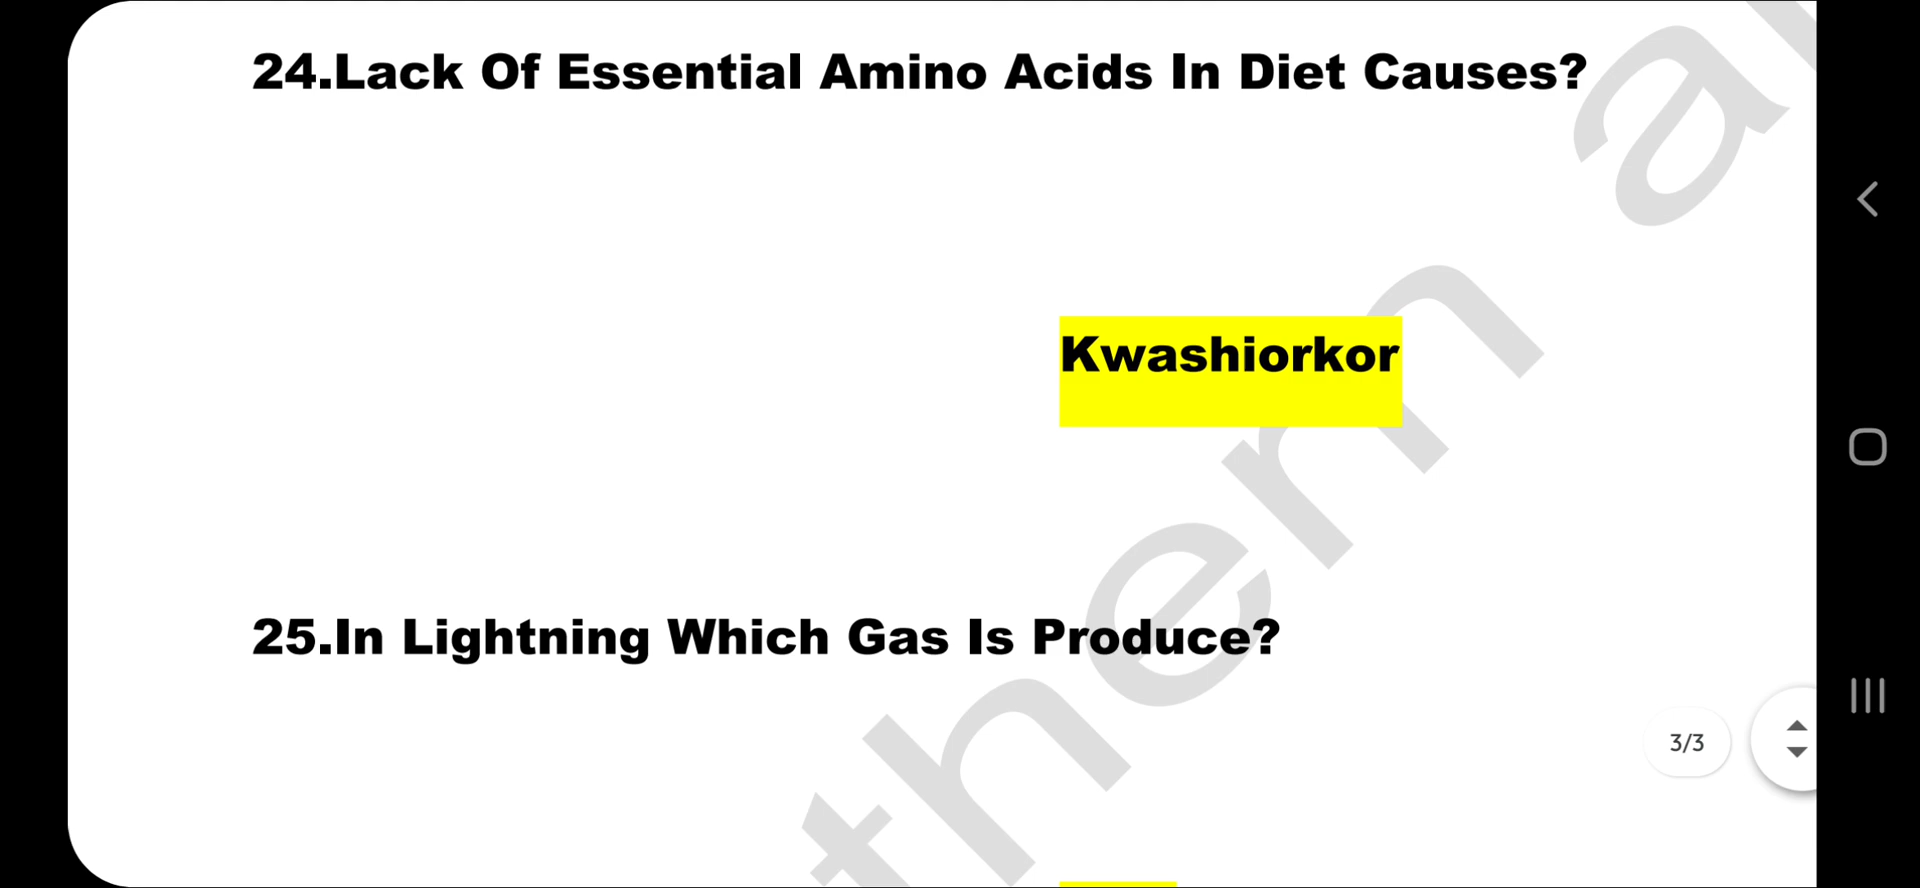 24.Lack Of Essential Amino Acids In Diet Causes?
Kwashiorkor
25.In Lightning Which Gas Is Produce?
3/3
them a